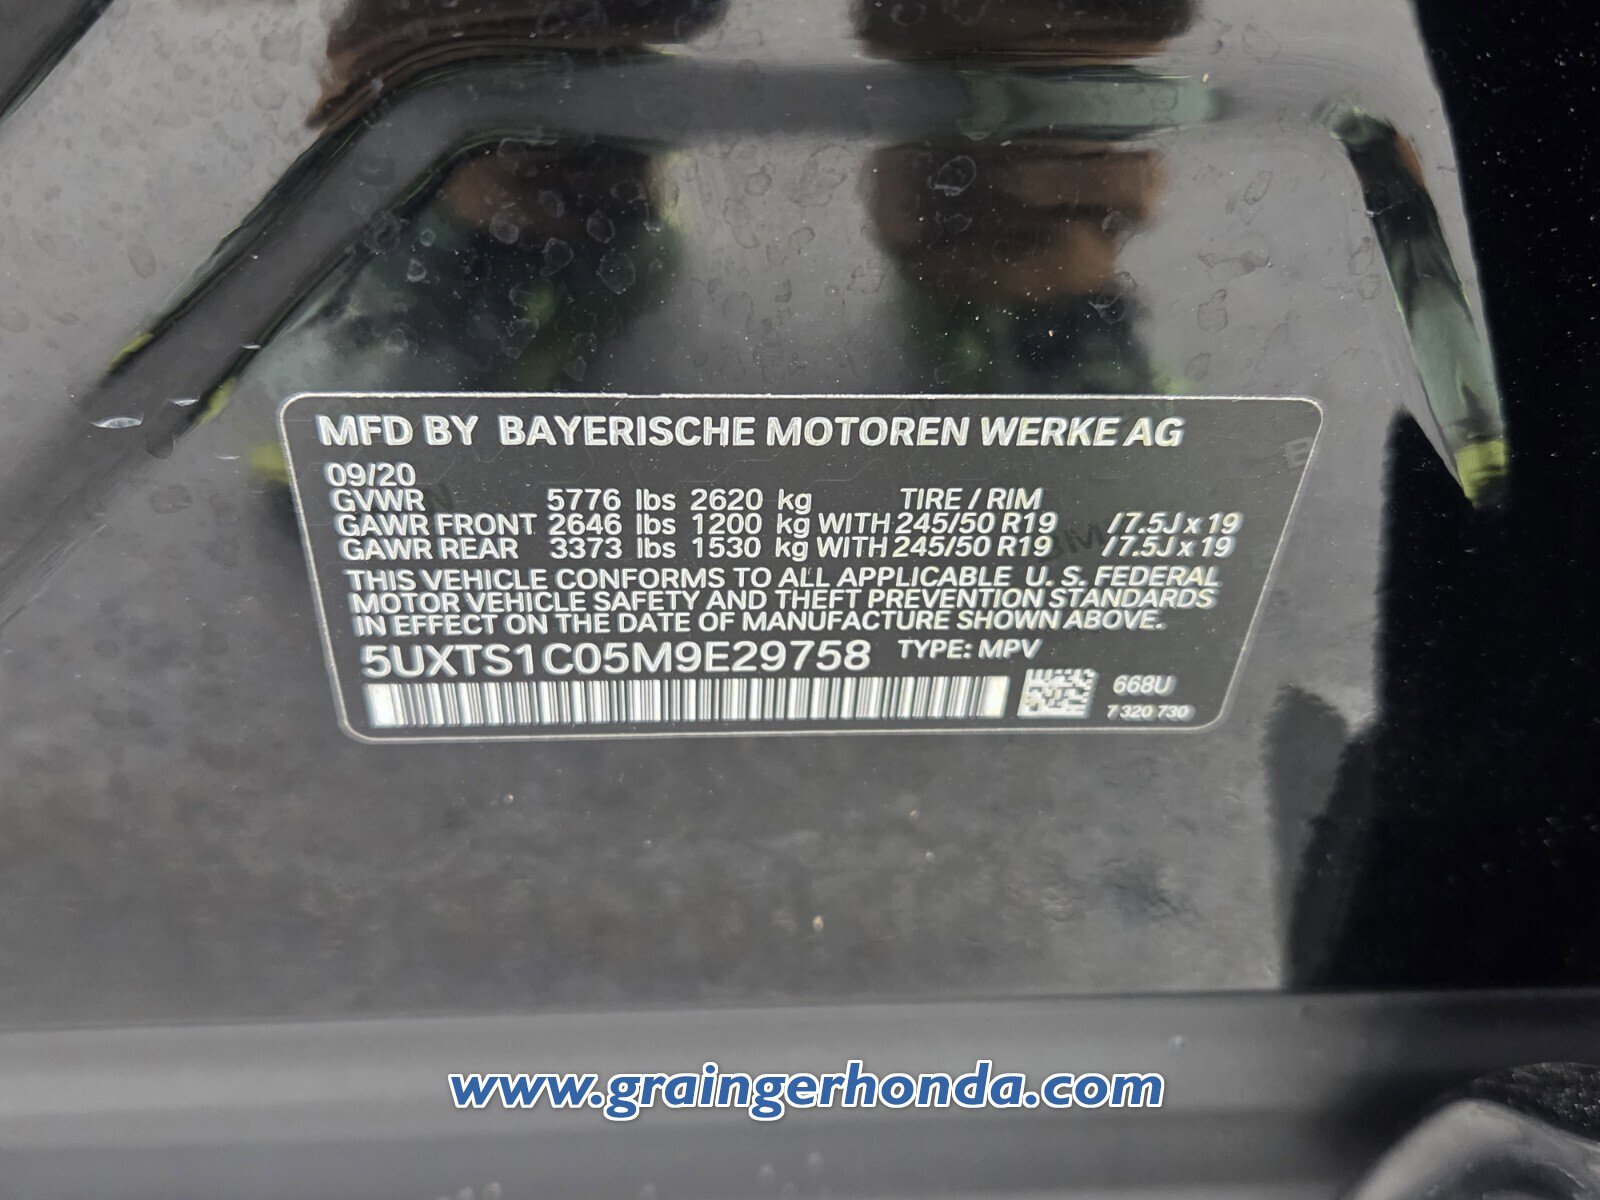 MFD BY BAYERISCHE MOTOREN WERKE AG
09/20
GVWR 5776 lbs 2620 kg TIRE / RIM
GAWR FRONT 2646 lbs 1200 kg WITH 245/50 R19 /7.5J x 19
GAWR REAR 3373 lbs 1530 kg WITH 245/50 R19 /7.5J x 19
THIS VEHICLE CONFORMS TO ALL APPLICABLE U. S. FEDERAL
MOTOR VEHICLE SAFETY AND THEFT PREVENTION STANDARDS
IN EFFECT ON THE DATE OF MANUFACTURE SHOWN ABOVE.
5UXTS1C05M9E29758 TYPE: MPV
668U
7 320 730
www.graingerhonda.com